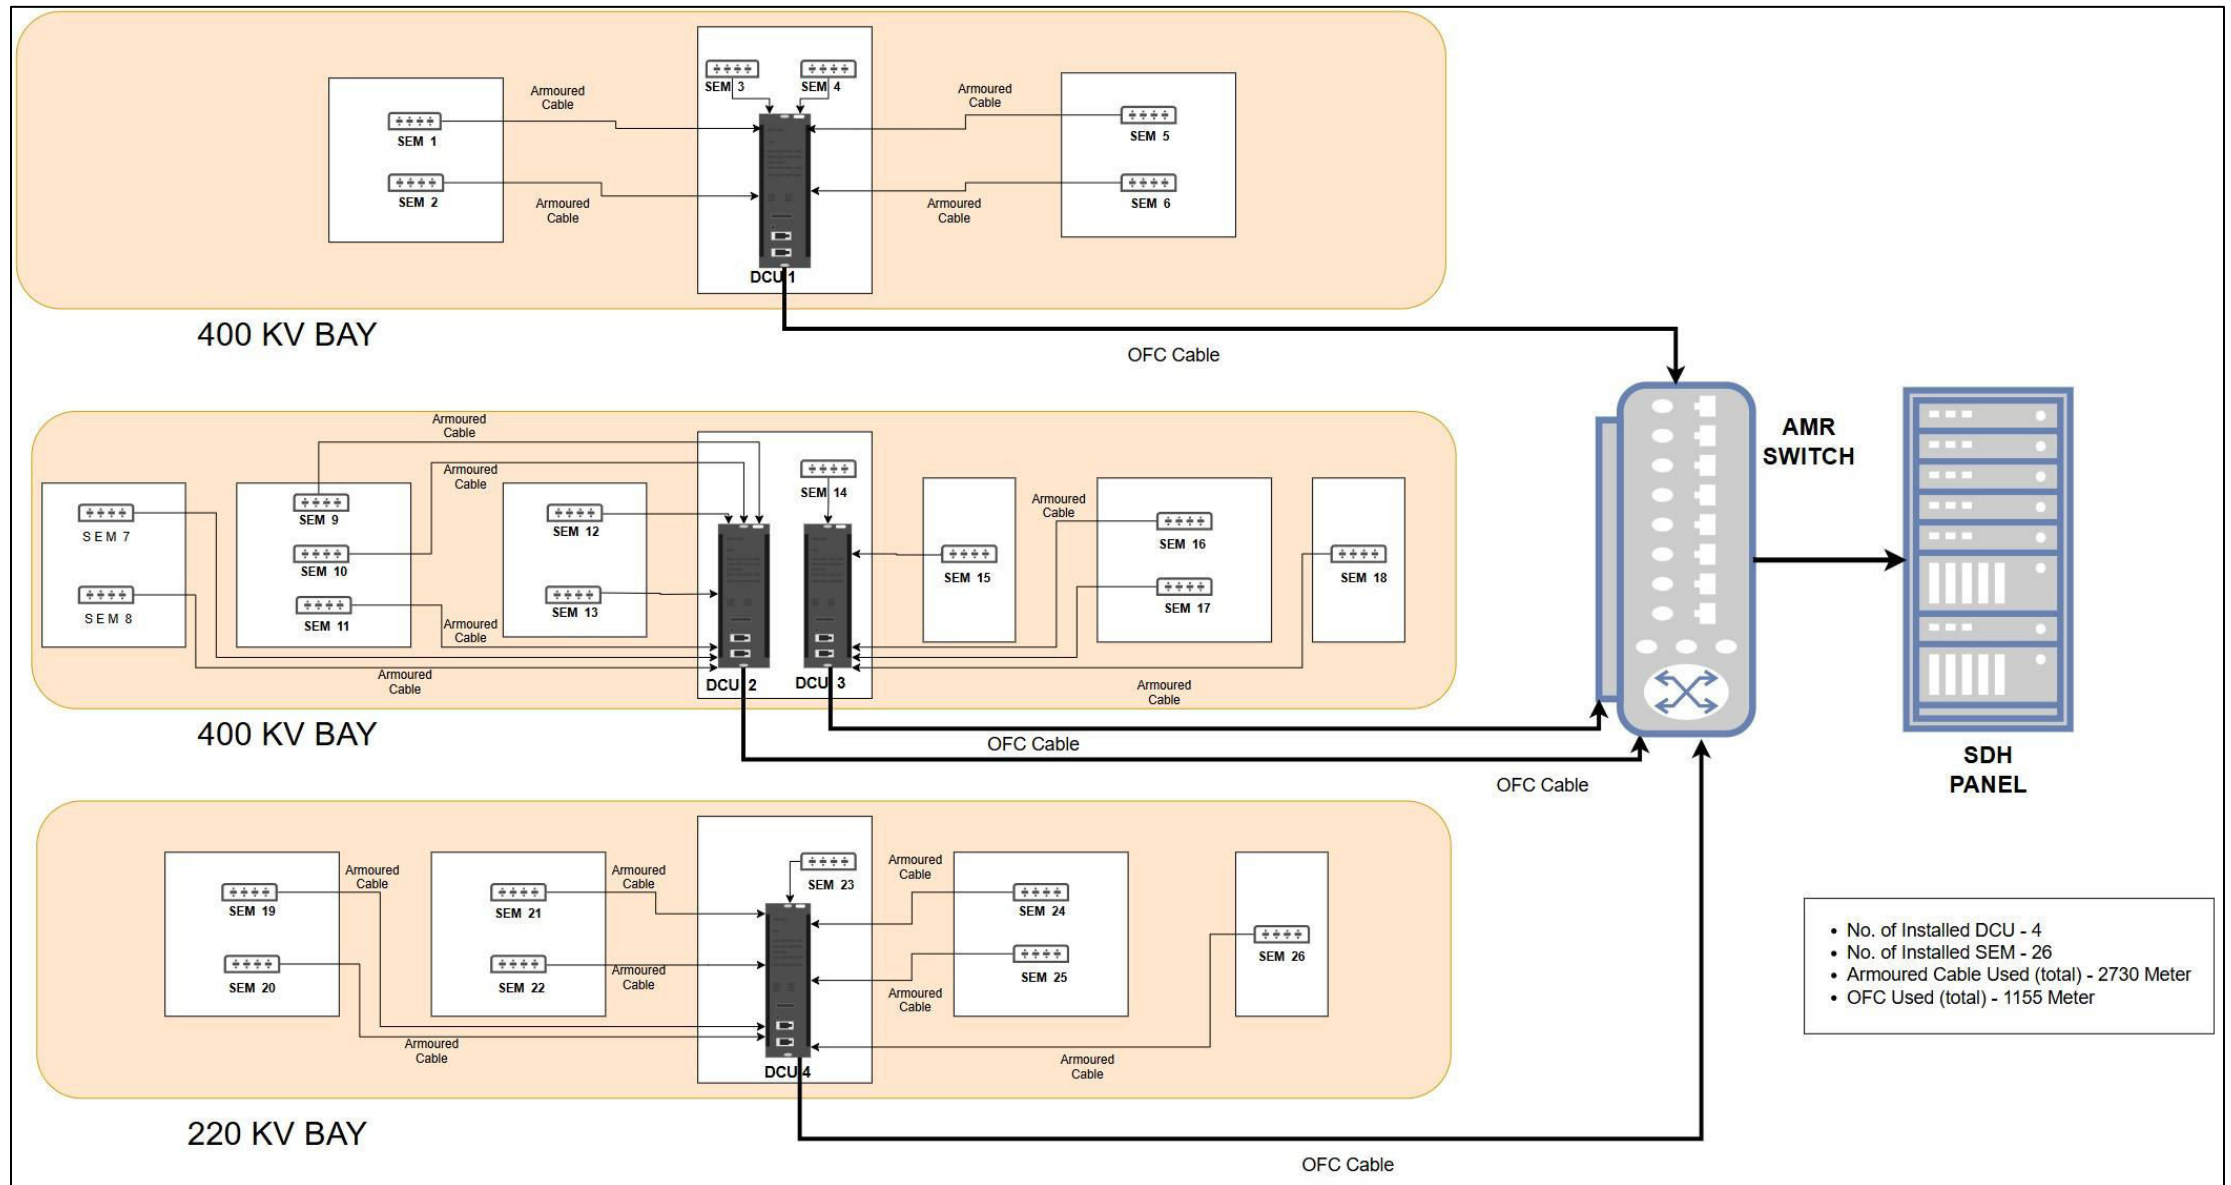 SEM 3
SEM 4
Armoured
Cable
Armoured
Cable
SEM 1
SEM 5
SEM 2
SEM 6
Armoured
Cable
Armoured
Cable
DCU 1
400 KV BAY
OFC Cable
Armoured
Cable
Armoured
Cable
SEM 14
Armoured
Cable
SEM 7
SEM 9
SEM 12
SEM 16
SEM 10
SEM 15
SEM 18
SEM 8
SEM 11
SEM 13
SEM 17
Armoured
Cable
Armoured
Cable
DCU 2
DCU 3
Armoured
Cable
400 KV BAY
OFC Cable
OFC Cable
AMR
SWITCH
SDH
PANEL
Armoured
Cable
Armoured
Cable
SEM 23
Armoured
Cable
SEM 19
SEM 21
SEM 24
SEM 26
SEM 20
SEM 22
Armoured
Cable
SEM 25
Armoured
Cable
Armoured
Cable
Armoured
Cable
DCU 4
220 KV BAY
OFC Cable
• No. of Installed DCU - 4
• No. of Installed SEM - 26
• Armoured Cable Used (total) - 2730 Meter
• OFC Used (total) - 1155 Meter